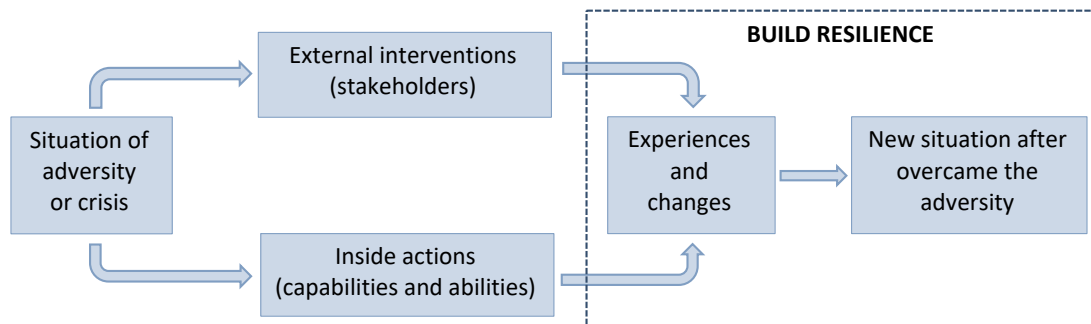 BUILD RESILIENCE
External interventions
(stakeholders)
Situation of
adversity
or crisis
Experiences
and
changes
New situation after
overcame the
adversity
Inside actions
(capabilities and abilities)